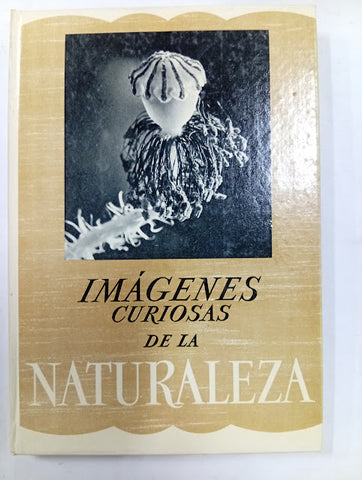 IMÁGENES
CURIOSAS
DE LA
NATURALEZA